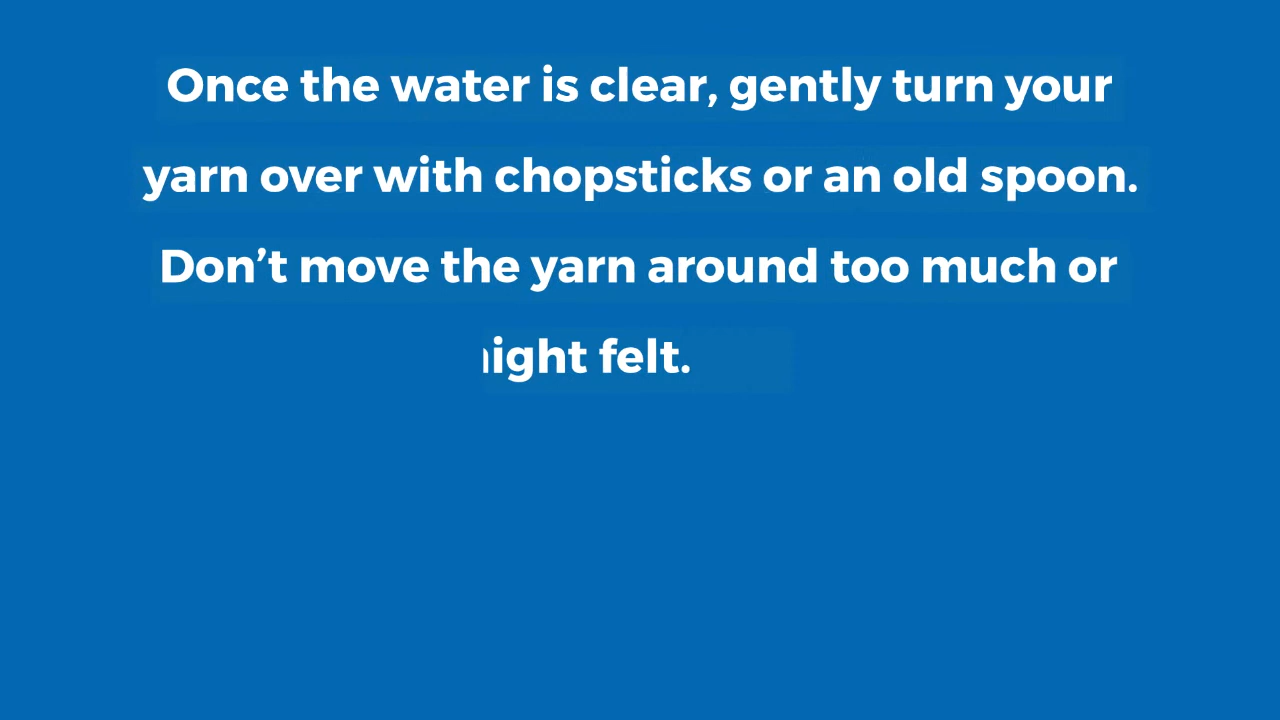 Once the water is clear, gently turn your
yarn over with chopsticks or an old spoon.
Don’t move the yarn around too much or
felt.